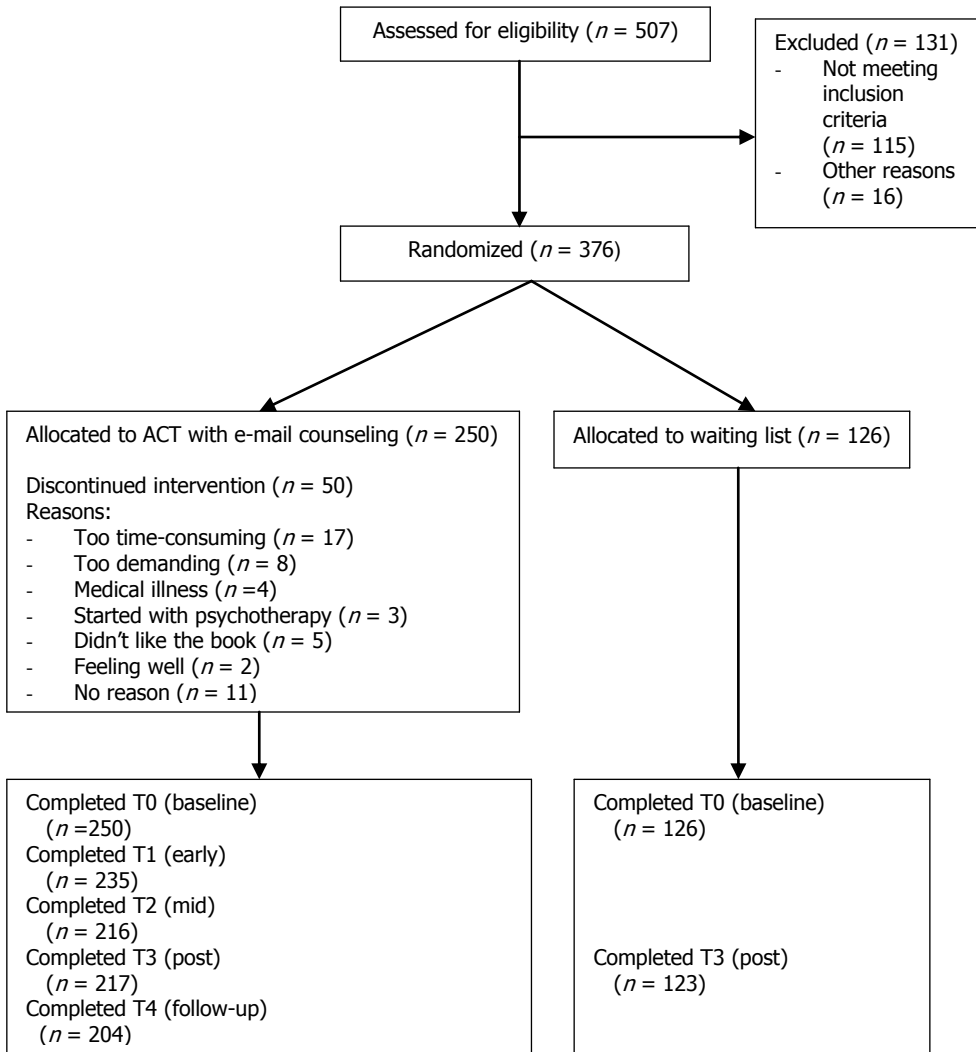 Assessed for eligibility (n = 507)
Excluded (n = 131)
- Not meeting
inclusion
criteria
(n = 115)
- Other reasons
(n = 16)
Randomized (n = 376)
Allocated to ACT with e-mail counseling (n = 250)
Discontinued intervention (n = 50)
Reasons:
- Too time-consuming (n = 17)
- Too demanding (n = 8)
- Medical illness (n =4)
- Started with psychotherapy (n = 3)
- Didn't like the book (n = 5)
- Feeling well (n = 2)
- No reason (n = 11)
Allocated to waiting list (n = 126)
Completed T0 (baseline)
(n =250)
Completed T1 (early)
(n = 235)
Completed T2 (mid)
(n = 216)
Completed T3 (post)
(n = 217)
Completed T4 (follow-up)
(n = 204)
Completed T0 (baseline)
(n = 126)
Completed T3 (post)
(n = 123)